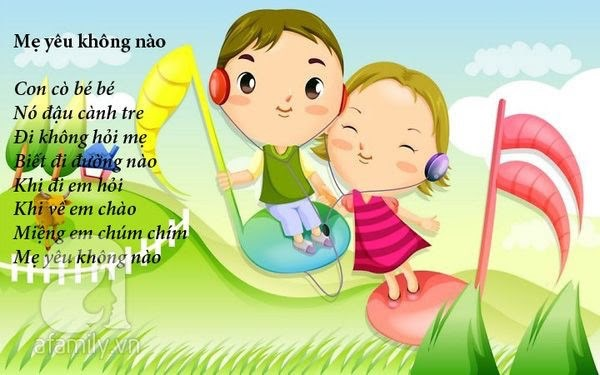 Mẹ yêu không nào
Con cò bé bé
Nó đậu cành tre
Đi không hỏi mẹ
Biết đi đường nào
Khi đi em hỏi
Khi về em chào
Miệng em chúm chím
Mẹ yêu không nào
a
afamily.vn